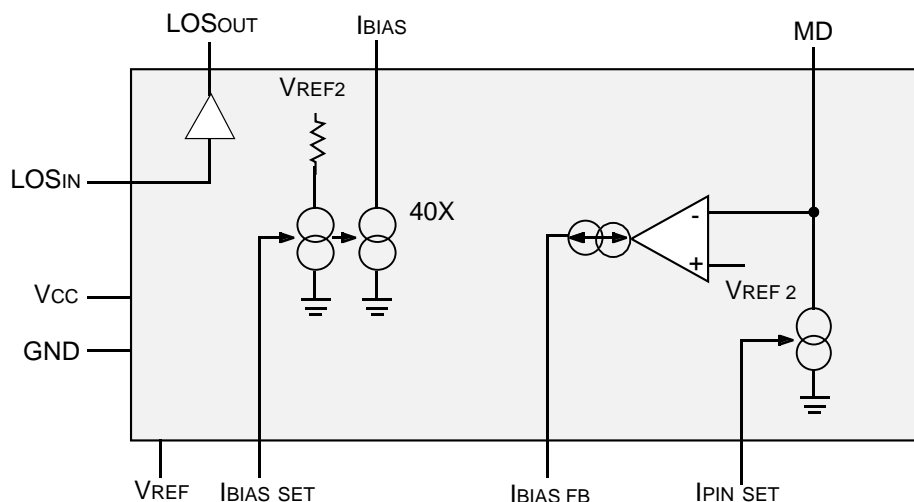 LOSOUT
IBIAS
MD
VREF2
LOSIN
40X
-
+
VREF 2
VCC
GND
VREF
IBIAS SET
IBIAS FB
IPIN SET